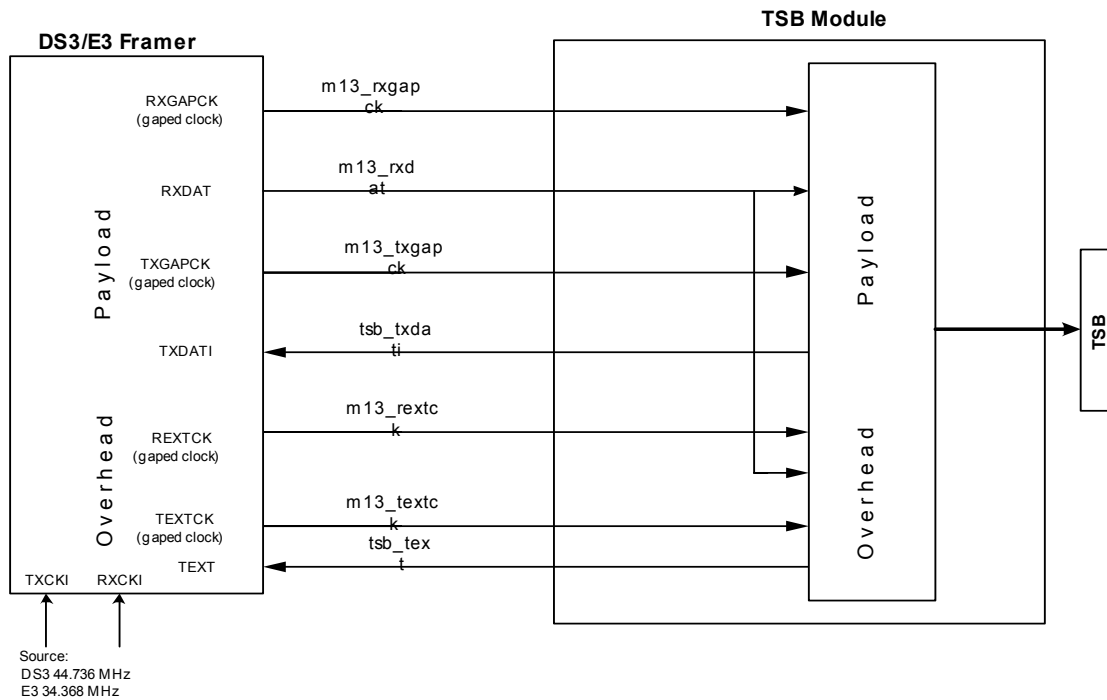 TSB Module
DS3/E3 Framer
m13_rxgap
ck
RXGAPCK
(gaped clock)
m13_rxd
at
RXDAT
m13_txgap
ck
TXGAPCK
(gaped clock)
Payload
Payload
tsb_txda
ti
TXDATI
TSB
m13_rextc
k
REXTCK
(gaped clock)
Overhead
Overhead
m13_textc
k
TEXTCK
(gaped clock)
tsb_tex
t
TEXT
TXCKI
RXCKI
Source:
DS3 44.736 MHz
E3 34.368 MHz